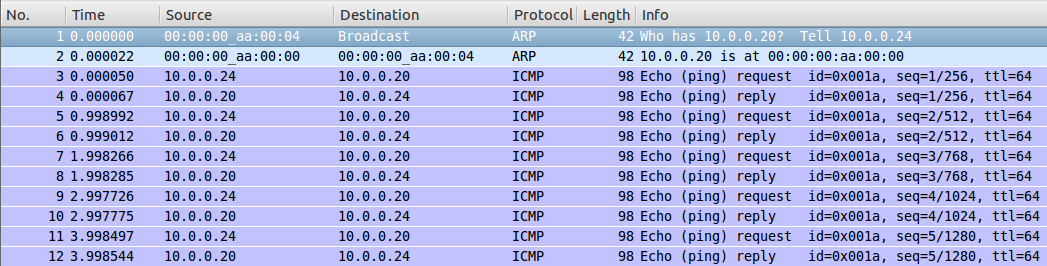 No. Time Source Destination Protocol Length Info
1 0.000000 00:00:00_aa:00:04 Broadcast ARP 42 Who has 10.0.0.20? Tell 10.0.0.24
2 0.000022 00:00:00_aa:00:00 00:00:00_aa:00:04 ARP 42 10.0.0.20 is at 00:00:00:aa:00:00
3 0.000050 10.0.0.24 10.0.0.20 ICMP 98 Echo (ping) request id=0x001a, seq=1/256, ttl=64
4 0.000067 10.0.0.20 10.0.0.24 ICMP 98 Echo (ping) reply id=0x001a, seq=1/256, ttl=64
5 0.998992 10.0.0.24 10.0.0.20 ICMP 98 Echo (ping) request id=0x001a, seq=2/512, ttl=64
6 0.999012 10.0.0.20 10.0.0.24 ICMP 98 Echo (ping) reply id=0x001a, seq=2/512, ttl=64
7 1.998266 10.0.0.24 10.0.0.20 ICMP 98 Echo (ping) request id=0x001a, seq=3/768, ttl=64
8 1.998285 10.0.0.20 10.0.0.24 ICMP 98 Echo (ping) reply id=0x001a, seq=3/768, ttl=64
9 2.997726 10.0.0.24 10.0.0.20 ICMP 98 Echo (ping) request id=0x001a, seq=4/1024, ttl=64
10 2.997775 10.0.0.20 10.0.0.24 ICMP 98 Echo (ping) reply id=0x001a, seq=4/1024, ttl=64
11 3.998497 10.0.0.24 10.0.0.20 ICMP 98 Echo (ping) request id=0x001a, seq=5/1280, ttl=64
12 3.998544 10.0.0.20 10.0.0.24 ICMP 98 Echo (ping) reply id=0x001a, seq=5/1280, ttl=64